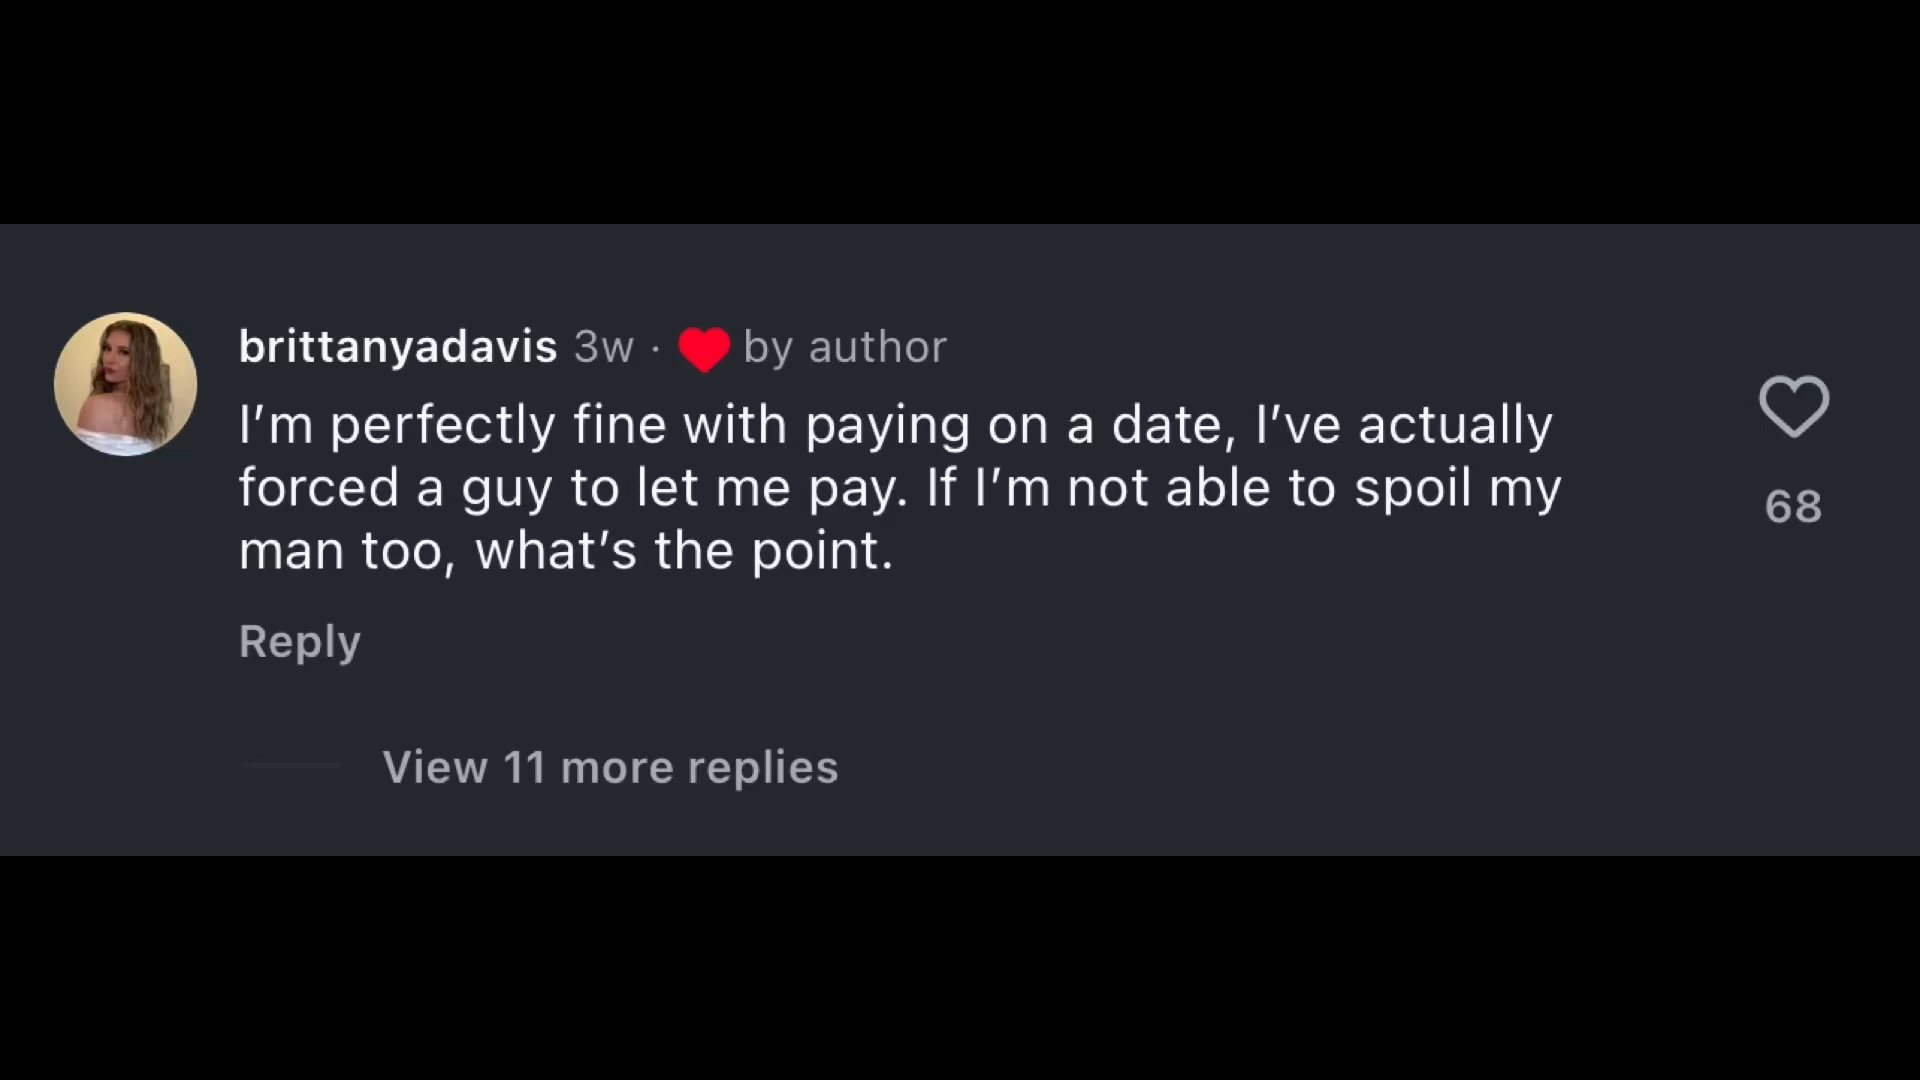 brittanyadavis 3w · ❤️ by author
I’m perfectly fine with paying on a date, I’ve actually
forced a guy to let me pay. If I’m not able to spoil my
man too, what’s the point.
68
Reply
View 11 more replies